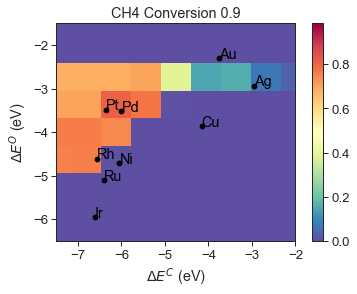 CH4 Conversion 0.9
ΔE^O (eV)
−2
−3
−4
−5
−6
Au
Ag
Pt
Pd
Cu
Rh
Ni
Ru
Ir
−7
−6
−5
−4
−3
−2
ΔE^C (eV)
0.8
0.6
0.4
0.2
0.0